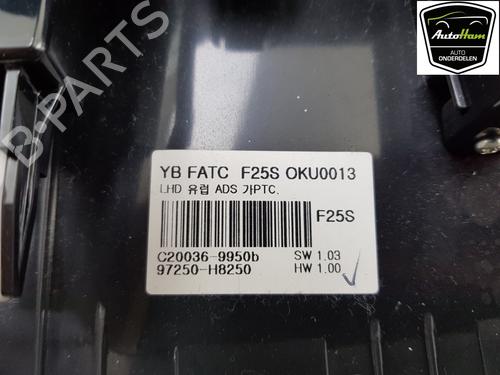 AutoHam
AUTO
ONDERDELEN
B-PARTS
YB FATC F25S OKU0013
LHD 유럽 ADS 기PTC.
F25S
C20036-9950b SW 1.03
97250-H8250 HW 1.00